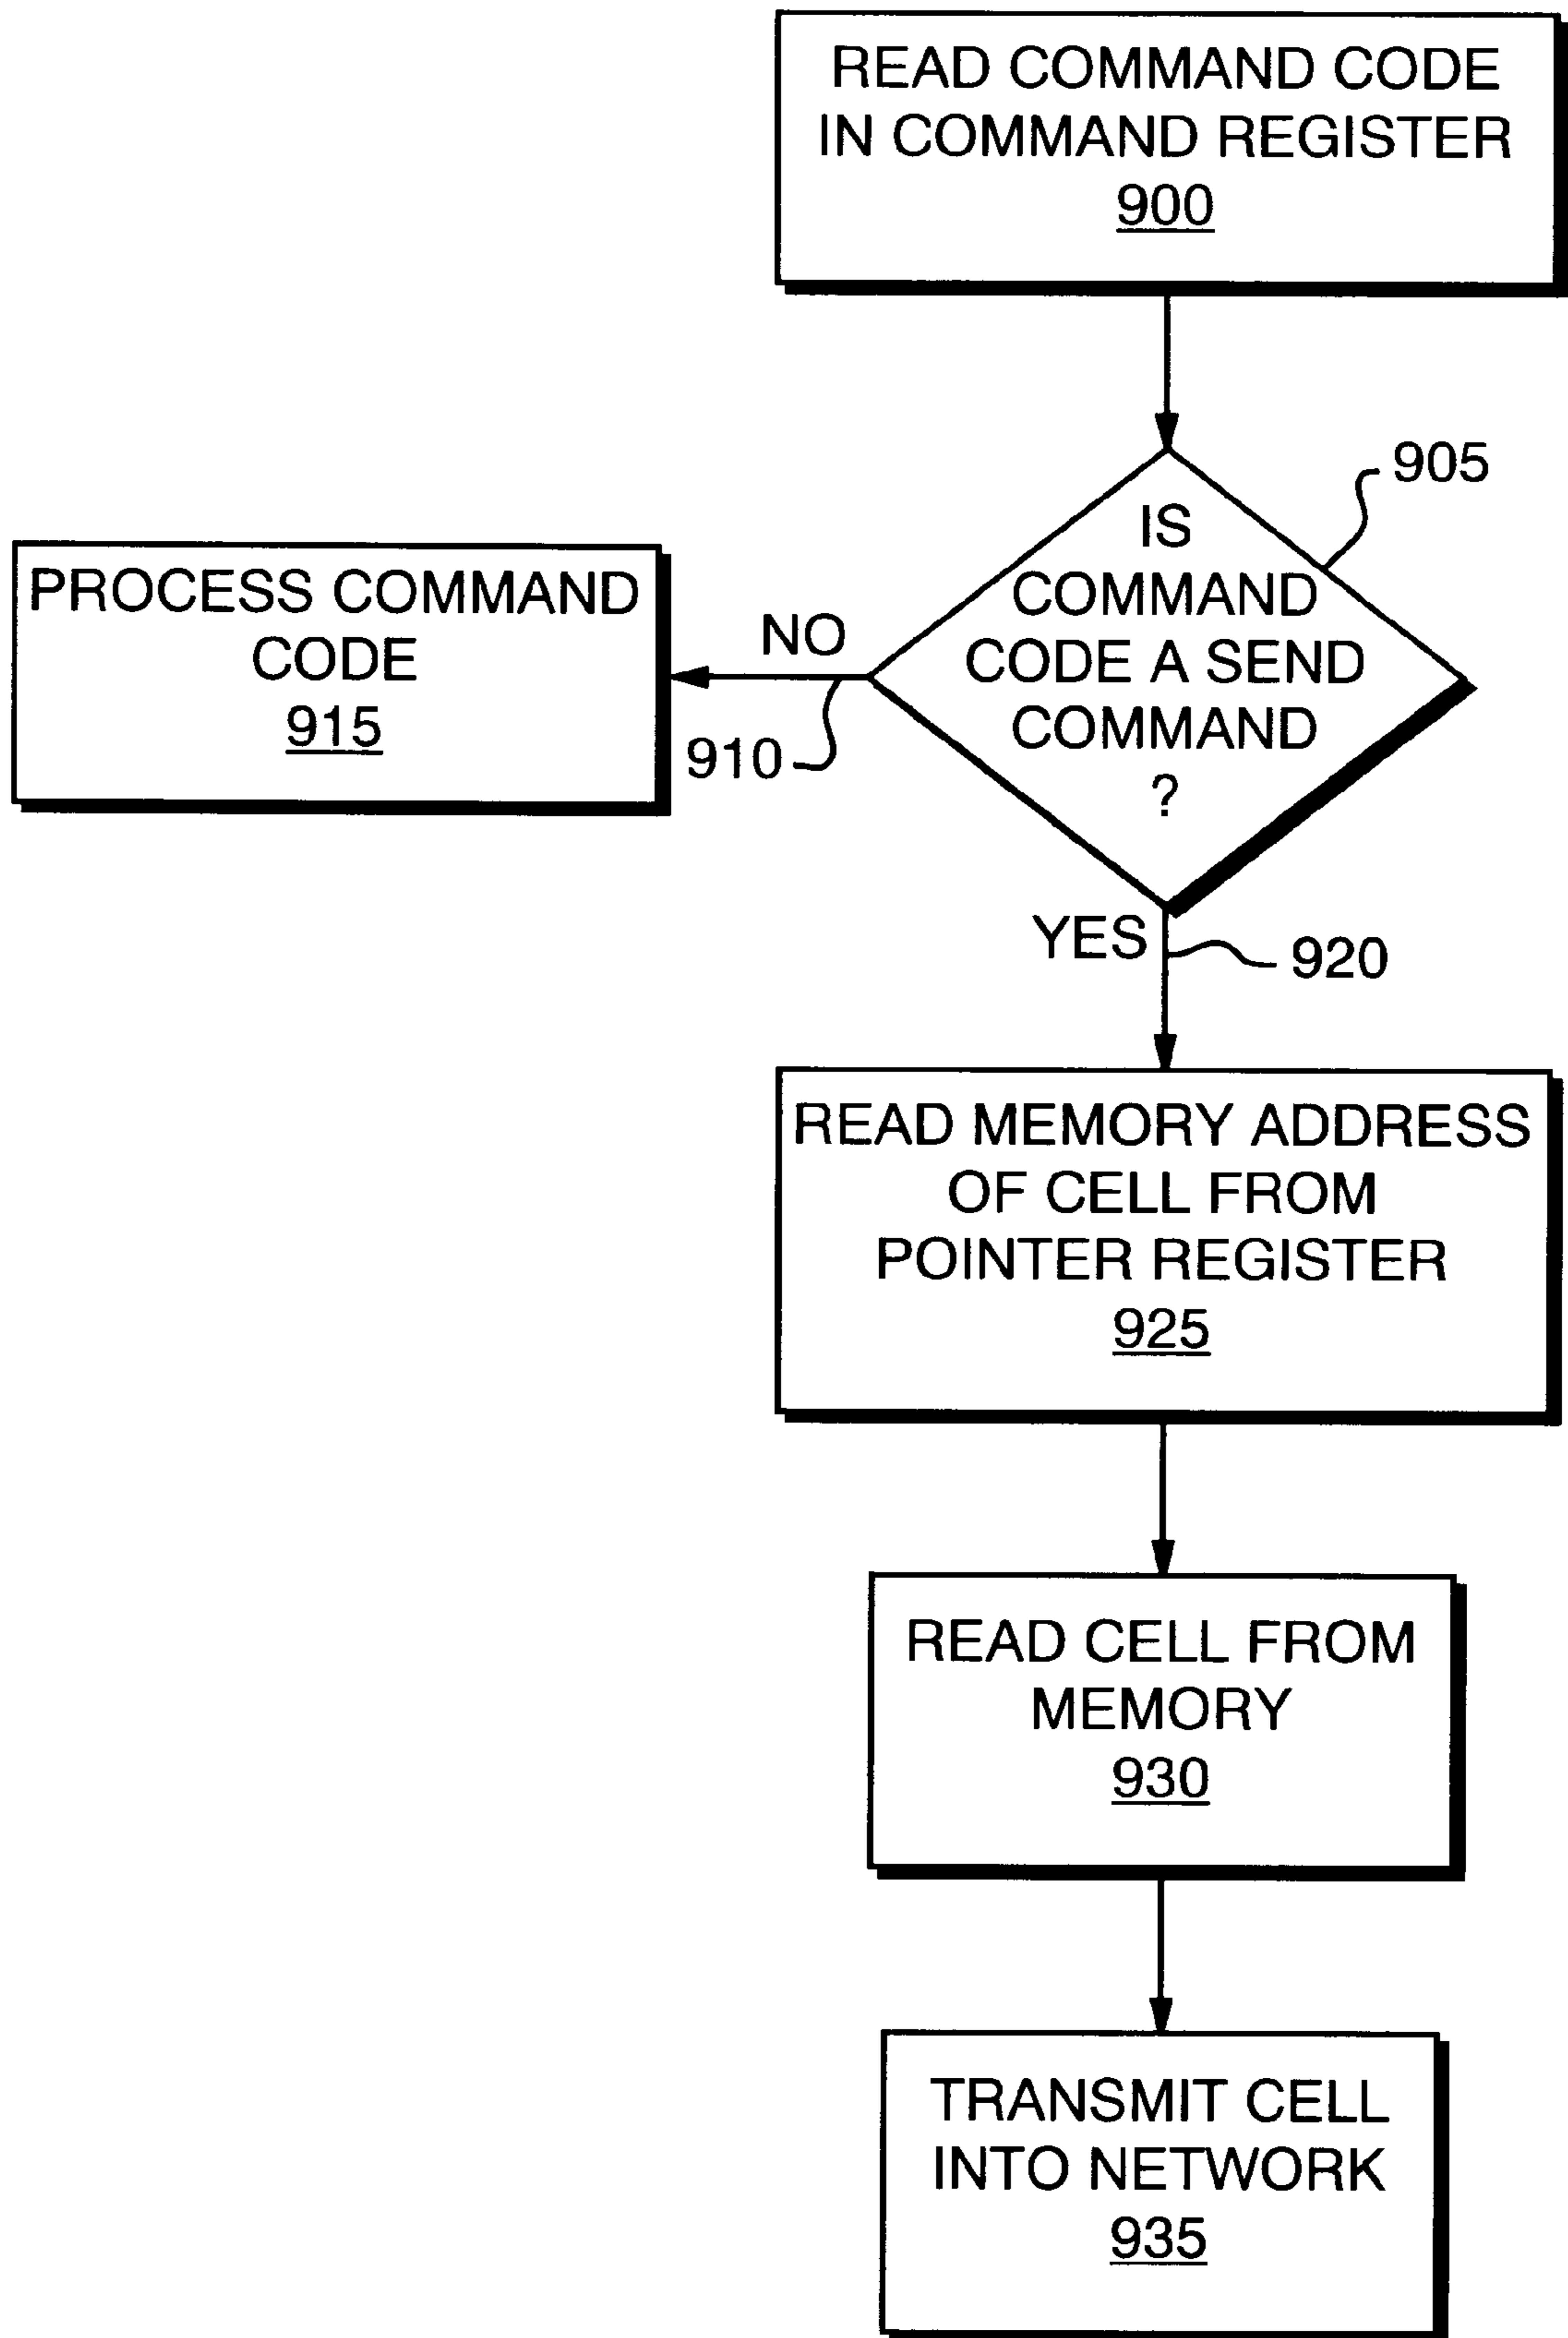 READ COMMAND CODE
IN COMMAND REGISTER
900
905
IS
COMMAND
CODE A SEND
COMMAND
?
NO
910
PROCESS COMMAND
CODE
915
YES
920
READ MEMORY ADDRESS
OF CELL FROM
POINTER REGISTER
925
READ CELL FROM
MEMORY
930
TRANSMIT CELL
INTO NETWORK
935